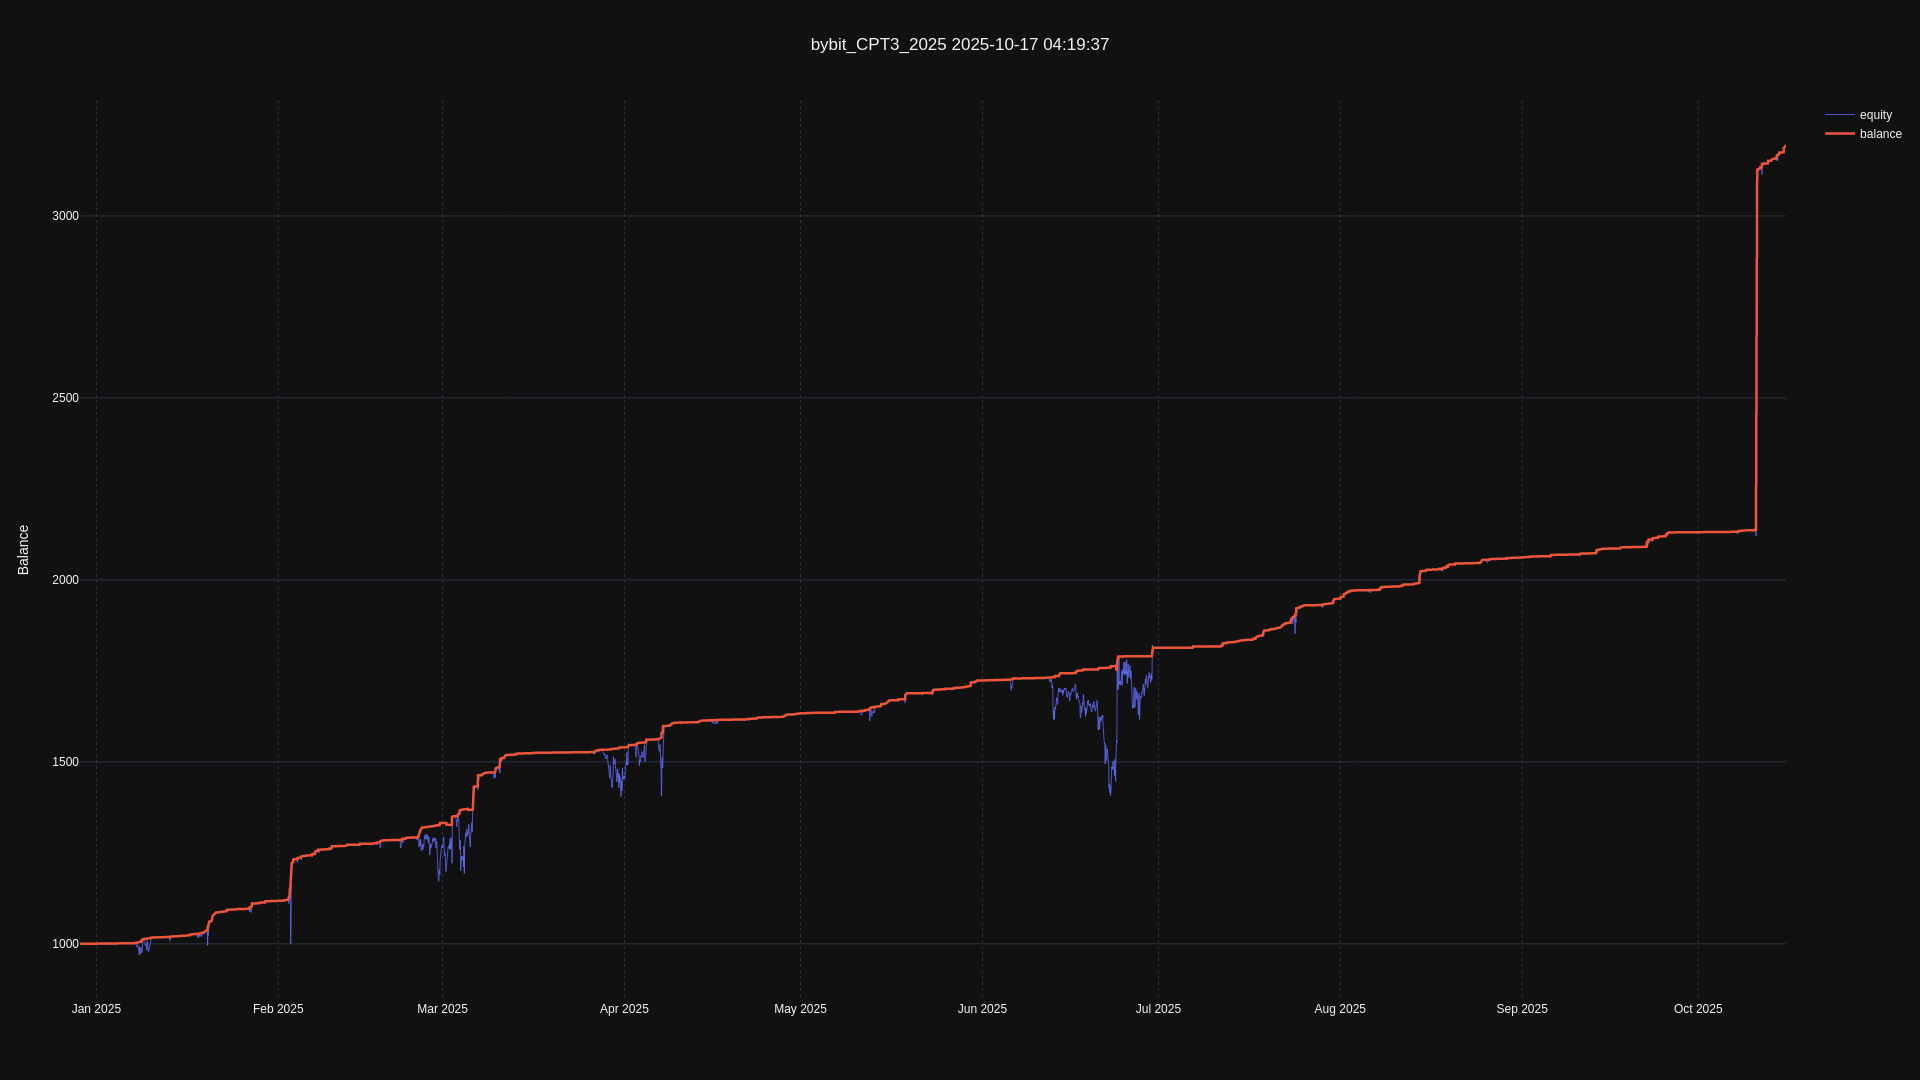 bybit_CPT3_2025 2025-10-17 04:19:37
equity
balance
Balance
3000
2500
2000
1500
1000
Jan 2025
Feb 2025
Mar 2025
Apr 2025
May 2025
Jun 2025
Jul 2025
Aug 2025
Sep 2025
Oct 2025